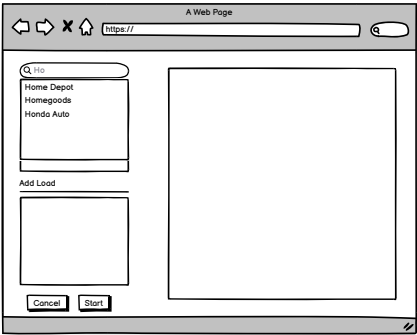 A Web Page
https://
Ho
Home Depot
Homegoods
Honda Auto
Add Load
Cancel
Start